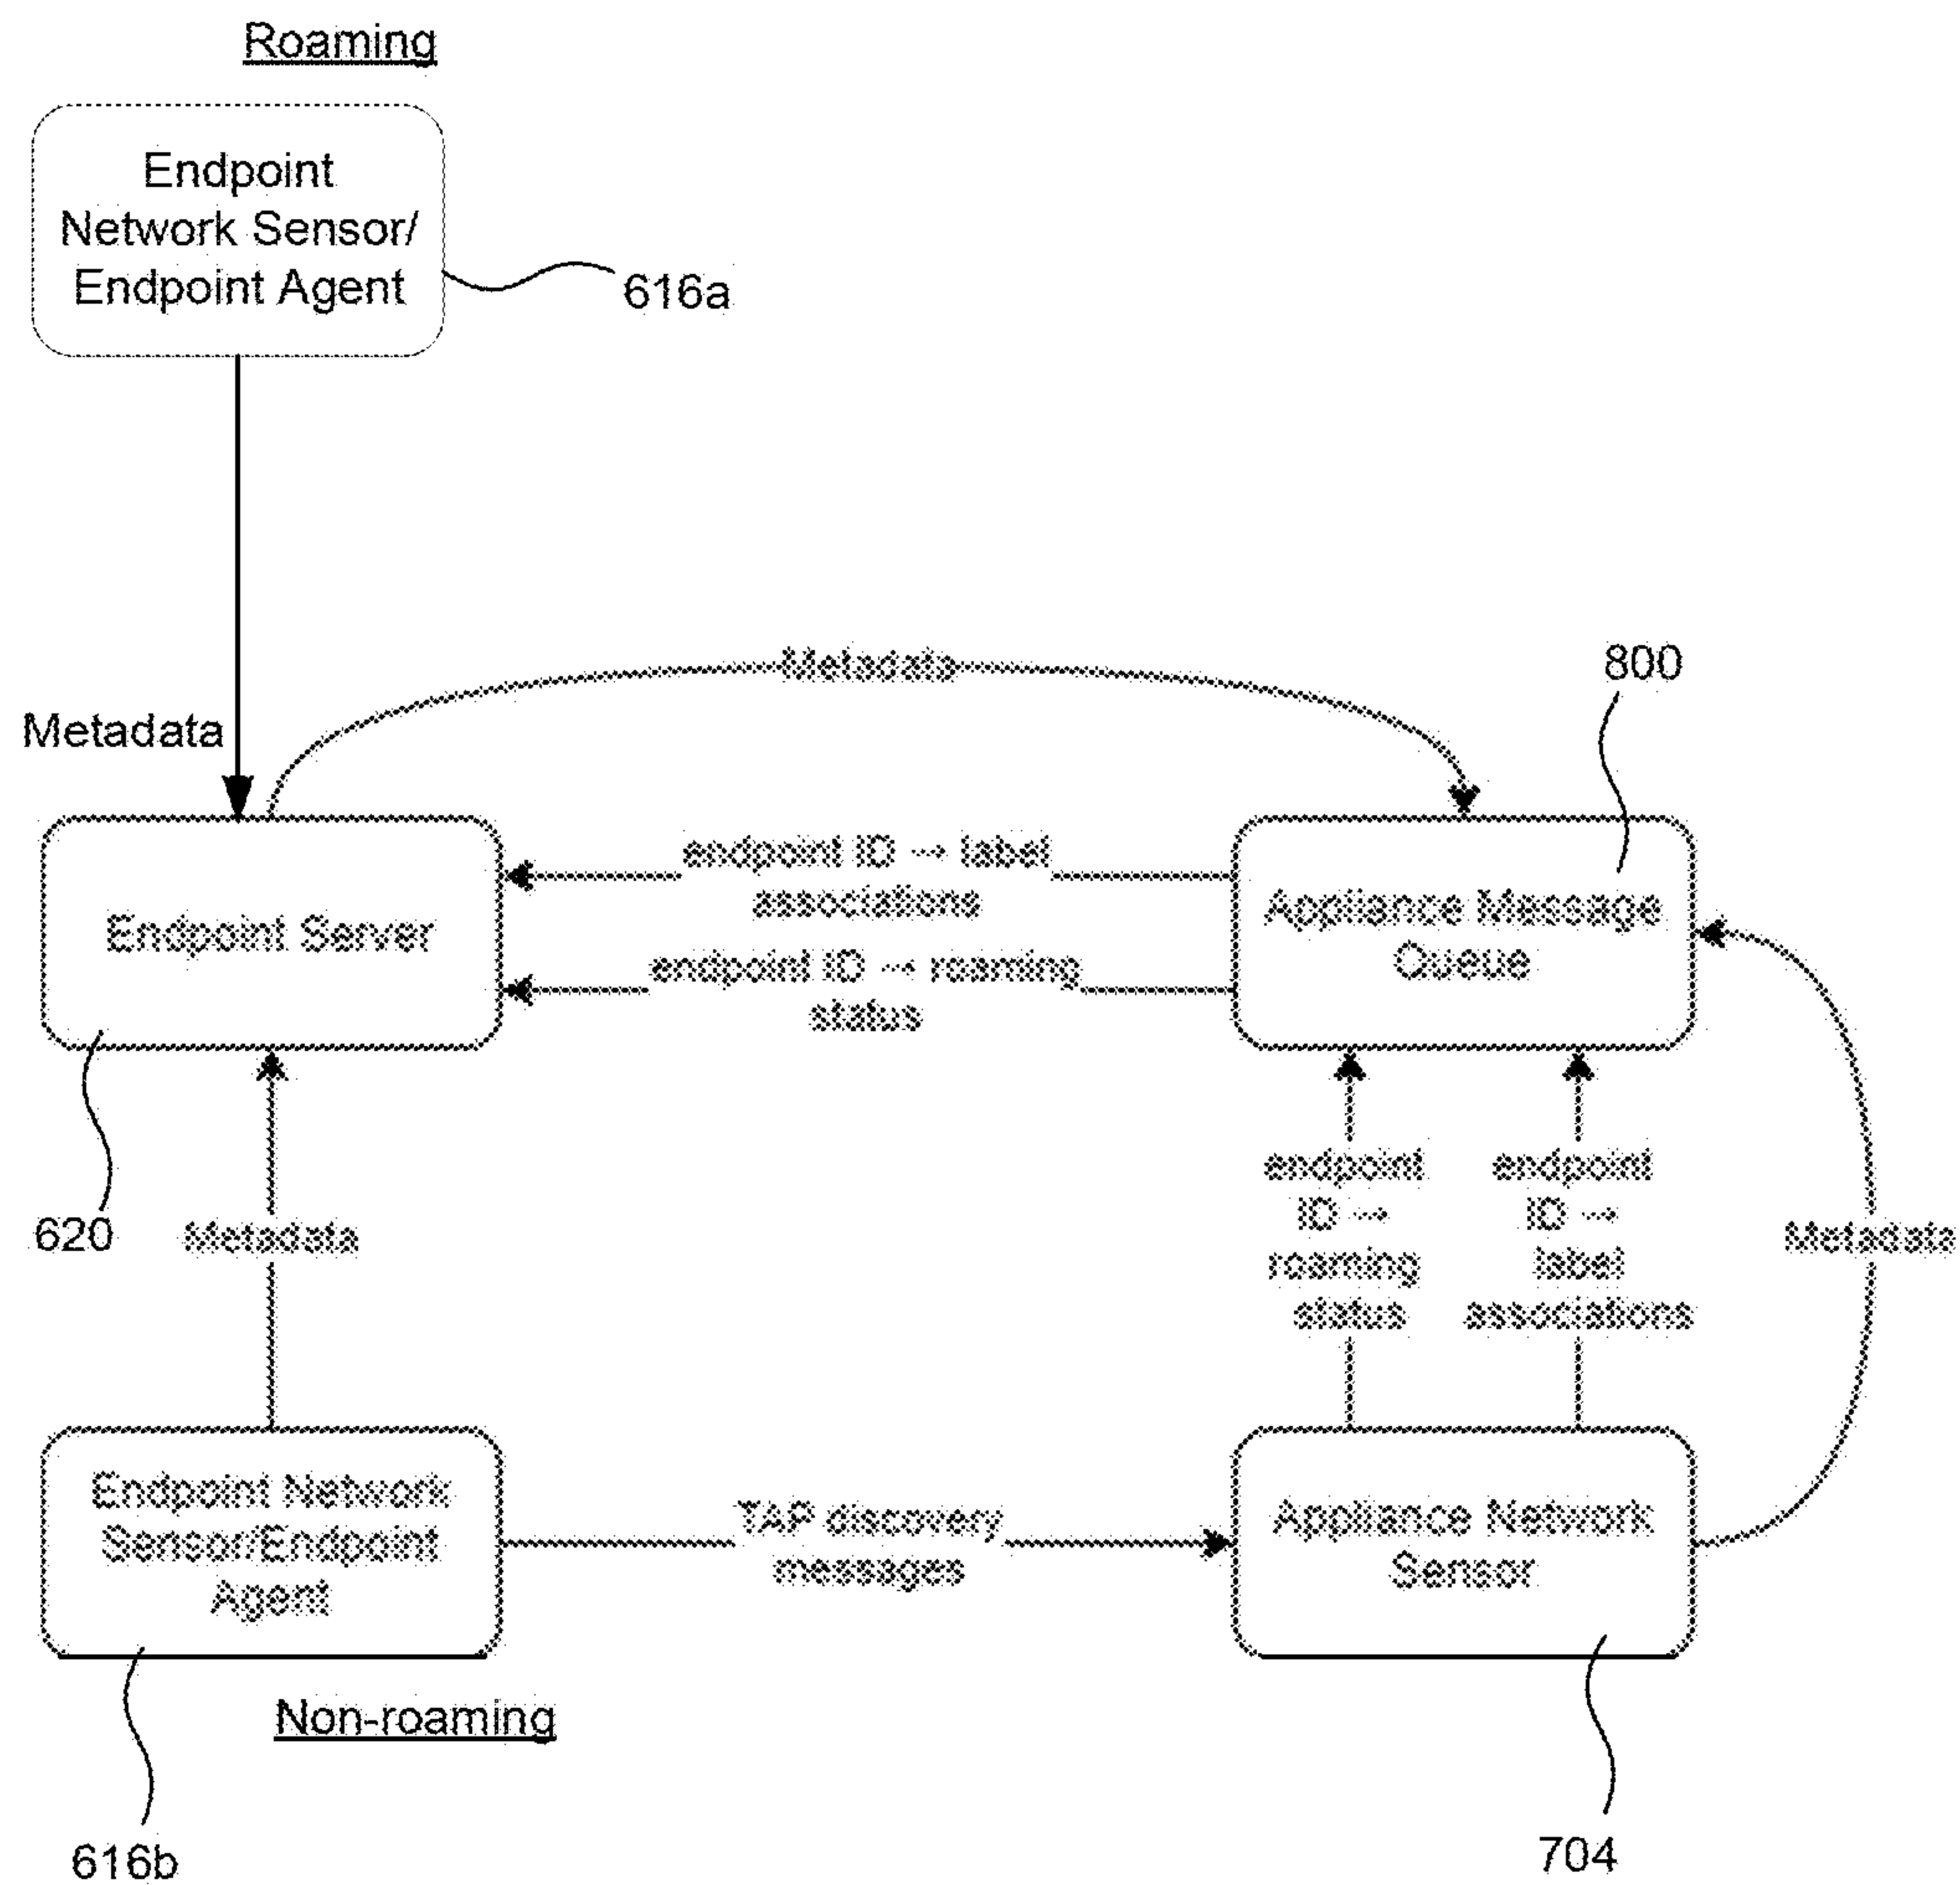 Roaming
Endpoint
Network Sensor/
Endpoint Agent
616a
Metadata
800
Metadata
endpoint ID → label
associations
Endpoint Server
Appliance Message
Queue
endpoint ID → roaming
status
620
Metadata
endpoint
ID →
roaming
status
endpoint
ID →
label
associations
Metadata
Endpoint Network
Sensor/Endpoint
Agent
TAP discovery
messages
Appliance Network
Sensor
Non-roaming
616b
704